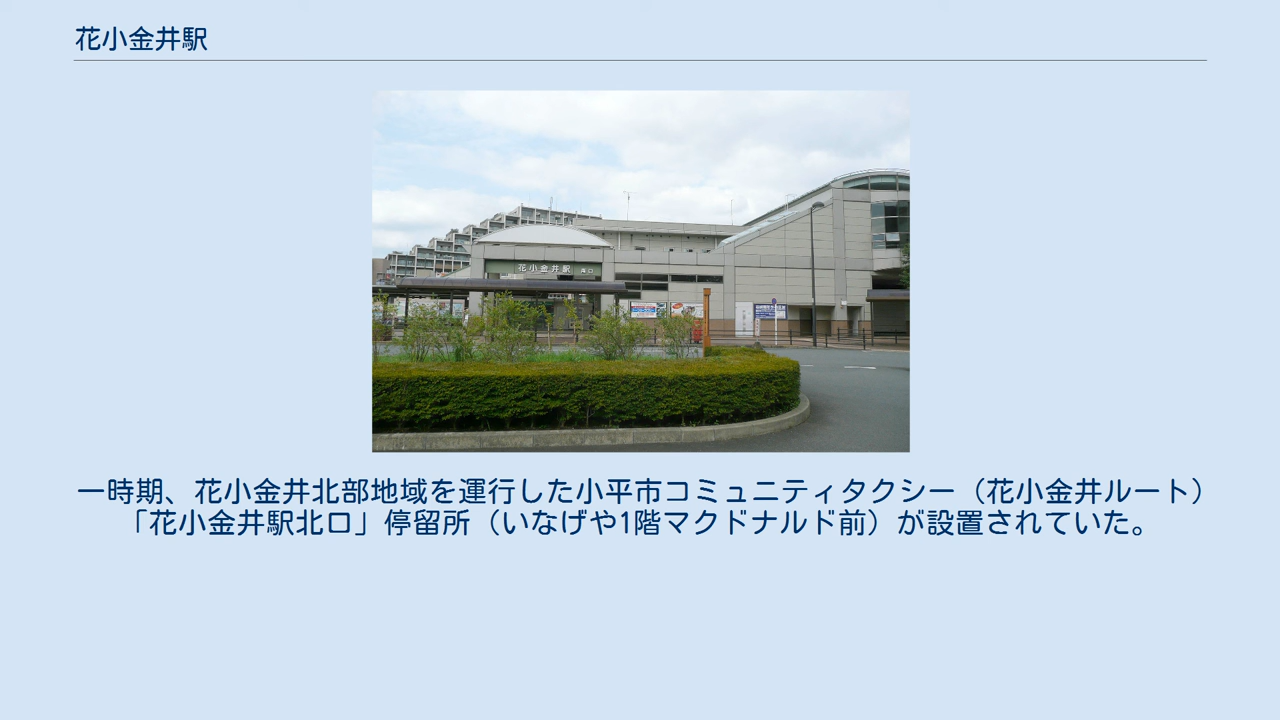 花小金井駅
花小金井駅 南口
一時期、花小金井北部地域を運行した小平市コミュニティタクシー（花小金井ルート）
「花小金井駅北口」停留所（いなげや1階マクドナルド前）が設置されていた。